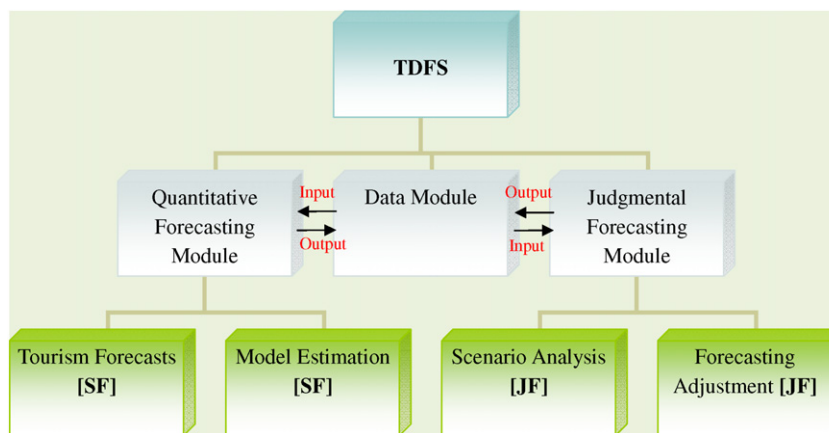 TDFS
Quantitative
Forecasting
Module
Input
Output
Data Module
Output
Input
Judgmental
Forecasting
Module
Tourism Forecasts
[SF]
Model Estimation
[SF]
Scenario Analysis
[JF]
Forecasting
Adjustment [JF]